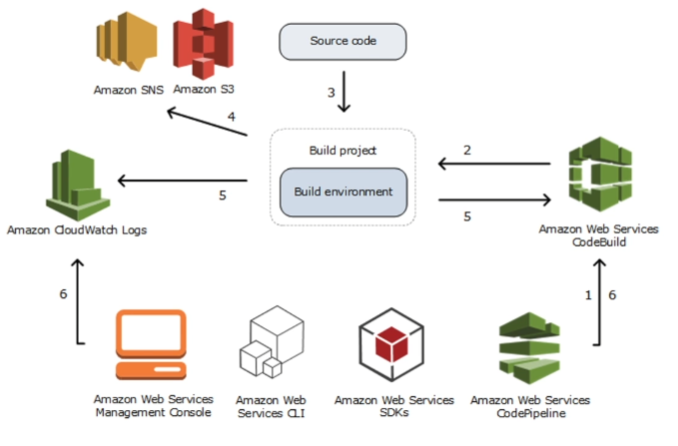 Source code
Amazon SNS
Amazon S3
3
4
Build project
2
Build environment
5
5
Amazon CloudWatch Logs
Amazon Web Services
CodeBuild
6
1
6
Amazon Web Services
Management Console
Amazon Web
Services CLI
Amazon Web Services
SDKs
Amazon Web Services
CodePipeline